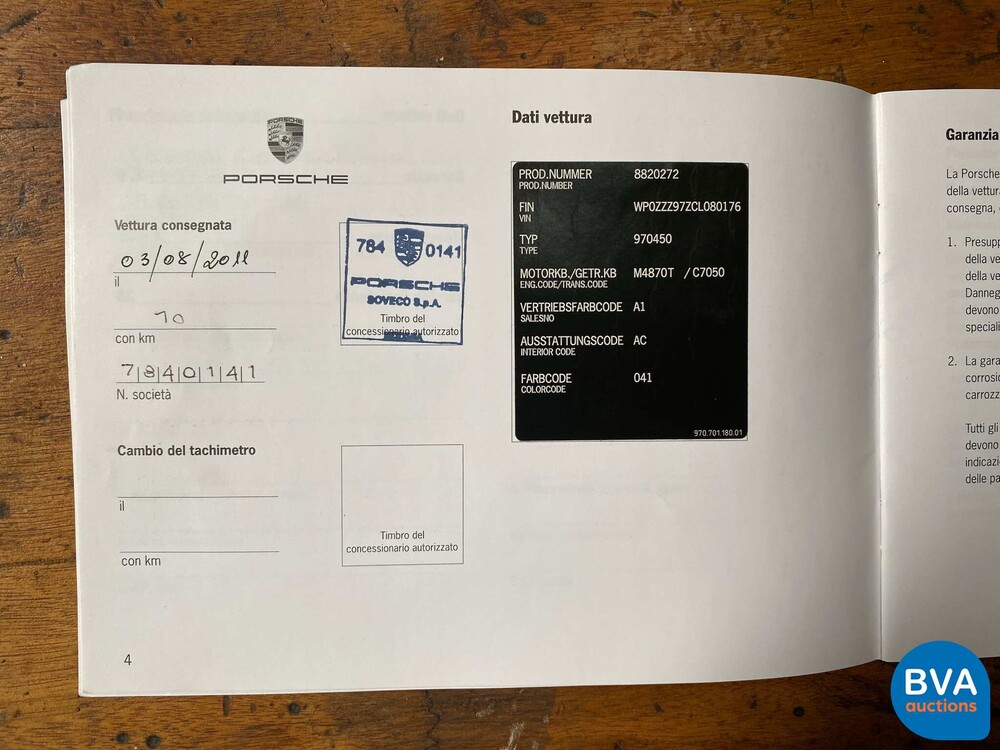 PORSCHE
PORSCHE
Vettura consegnata
03/08/2011
il
10
con km
7840141
N. società
784 0141
PORSCHE
SOVECO S.p.A.
Timbro del
concessionario autorizzato
Cambio del tachimetro
il
con km
Timbro del
concessionario autorizzato
4
Dati vettura
PROD.NUMMER 8820272
PROD.NUMBER
FIN WP0ZZZ97ZCL080176
VIN
TYP 970450
TYPE
MOTORKB./GETR.KB M4870T /C7050
ENG.CODE/TRANS.CODE
VERTRIEBSFARBCODE A1
SALESNO
AUSSTATTUNGSCODE AC
INTERIOR CODE
FARBCODE 041
COLORCODE
970.701.180.01
Garanzia
La Porsche
della vettur
consegna,
1. Presupp
della ve
della ve
Danneg
devono
speciali
2. La gara
corrosio
carrozz
Tutti gli
devono
indicazi
delle pa
BVA
auctions